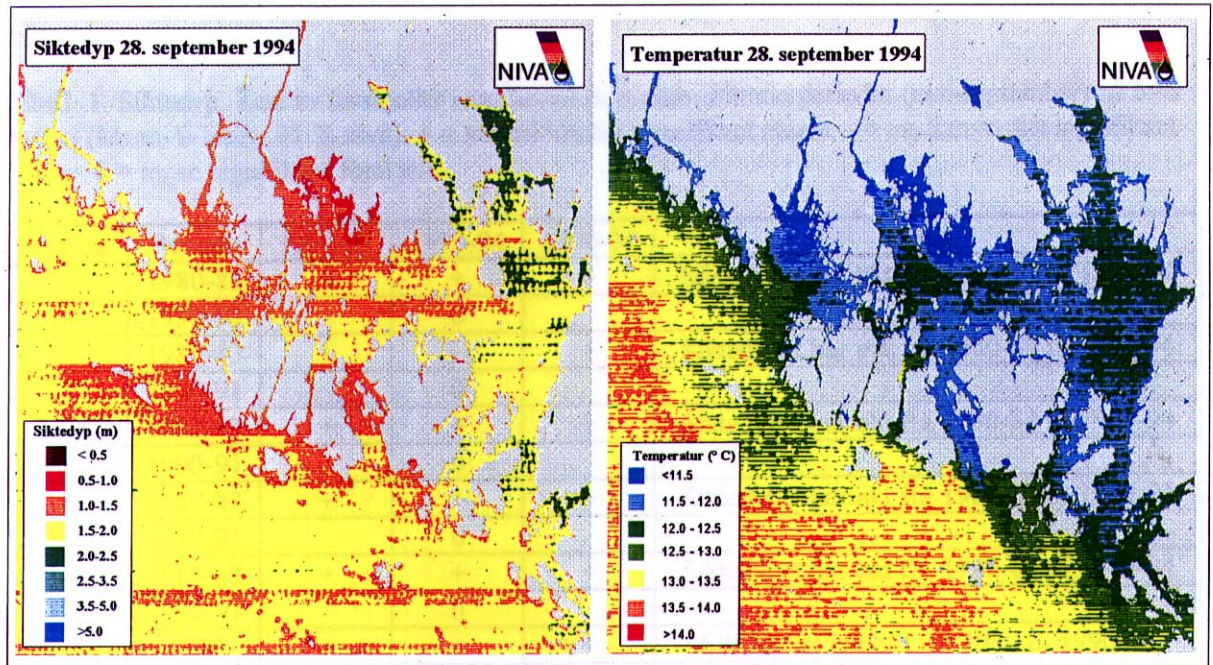 Siktedyp 28. september 1994
NIVA
Siktedyp (m)
< 0.5
0.5-1.0
1.0-1.5
1.5-2.0
2.0-2.5
2.5-3.5
3.5-5.0
>5.0
Temperatur 28. september 1994
NIVA
Temperatur (° C)
<11.5
11.5 - 12.0
12.0 - 12.5
12.5 - 13.0
13.0 - 13.5
13.5 - 14.0
>14.0